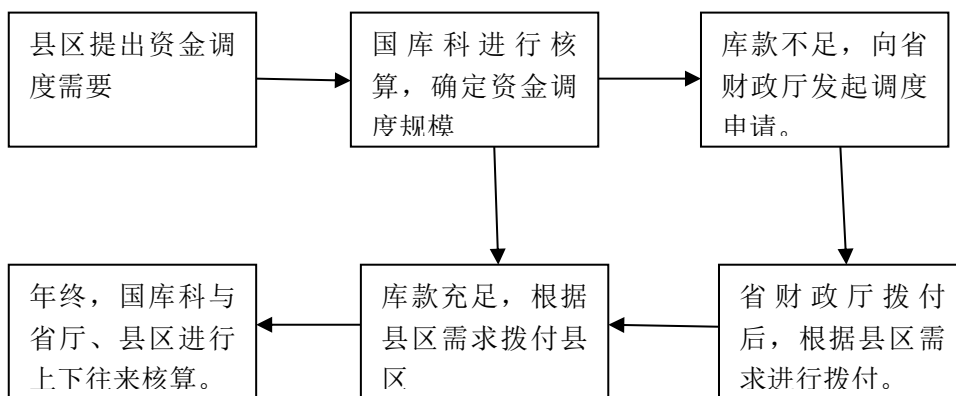 县区提出资金调
度需要
国库科进行核
算，确定资金调
度规模
库款不足，向省
财政厅发起调度
申请。
年终，国库科与
省厅、县区进行
上下往来核算。
库款充足，根据
县区需求拨付县
区
省财政厅拨付
后，根据县区需
求进行拨付。